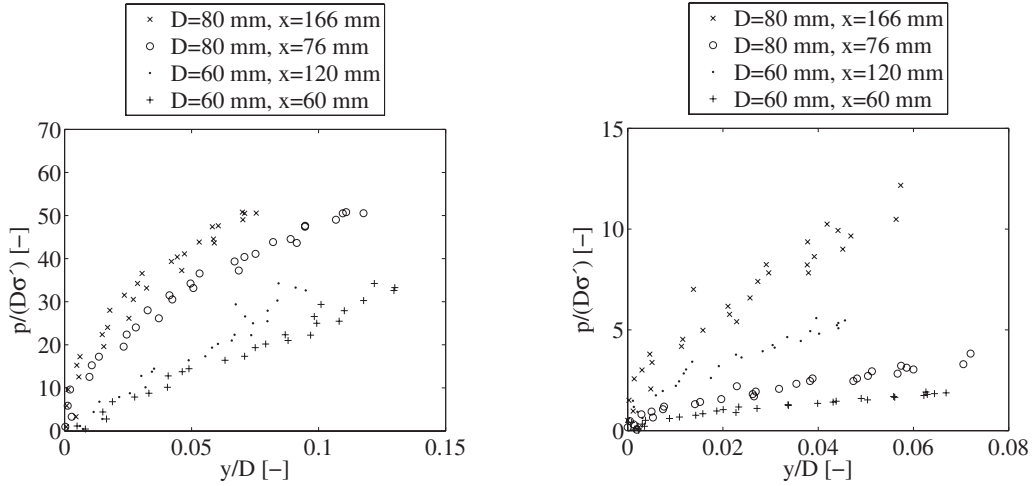 D=80 mm, x=166 mm
D=80 mm, x=76 mm
D=60 mm, x=120 mm
D=60 mm, x=60 mm
70
60
50
40
30
20
10
0
0
0.05
0.1
0.15
p/(Dσ´) [−]
y/D [−]
D=80 mm, x=166 mm
D=80 mm, x=76 mm
D=60 mm, x=120 mm
D=60 mm, x=60 mm
15
10
5
0
0
0.02
0.04
0.06
0.08
p/(Dσ´) [−]
y/D [−]